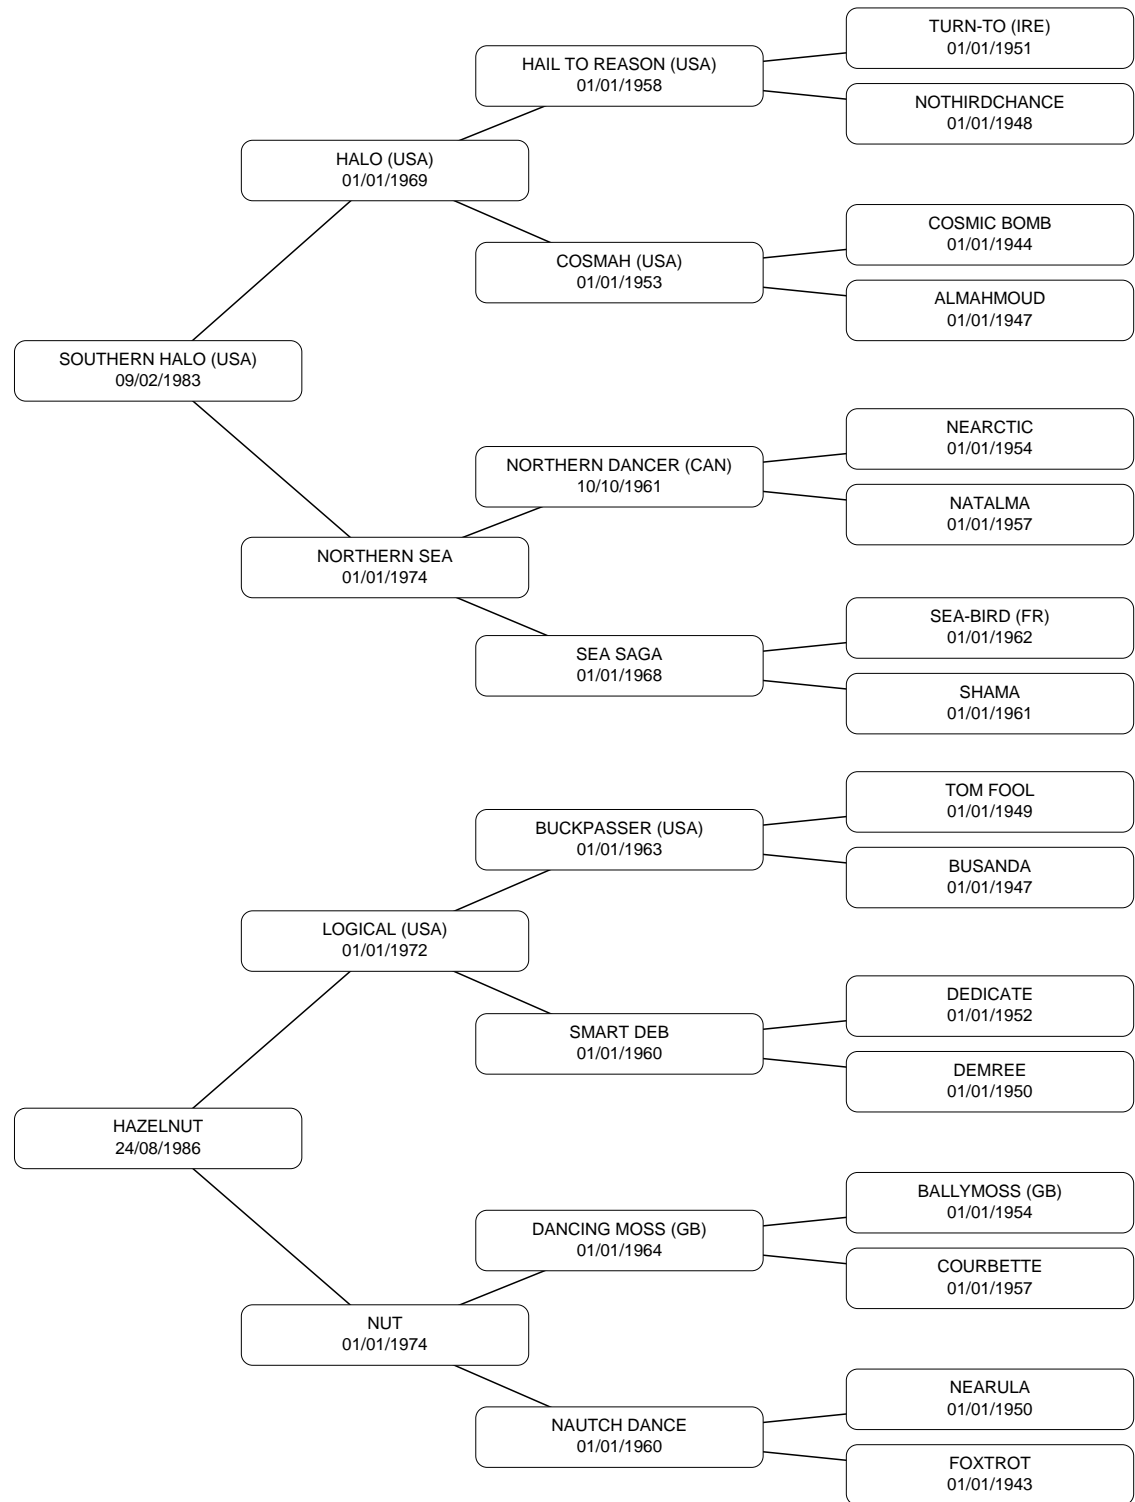 TURN-TO (IRE)
01/01/1951
HAIL TO REASON (USA)
01/01/1958
NOTHIRDCHANCE
01/01/1948
HALO (USA)
01/01/1969
COSMIC BOMB
01/01/1944
COSMAH (USA)
01/01/1953
ALMAHMOUD
01/01/1947
SOUTHERN HALO (USA)
09/02/1983
NEARCTIC
01/01/1954
NORTHERN DANCER (CAN)
10/10/1961
NATALMA
01/01/1957
NORTHERN SEA
01/01/1974
SEA-BIRD (FR)
01/01/1962
SEA SAGA
01/01/1968
SHAMA
01/01/1961
TOM FOOL
01/01/1949
BUCKPASSER (USA)
01/01/1963
BUSANDA
01/01/1947
LOGICAL (USA)
01/01/1972
DEDICATE
01/01/1952
SMART DEB
01/01/1960
DEMREE
01/01/1950
HAZELNUT
24/08/1986
BALLYMOSS (GB)
01/01/1954
DANCING MOSS (GB)
01/01/1964
COURBETTE
01/01/1957
NUT
01/01/1974
NEARULA
01/01/1950
NAUTCH DANCE
01/01/1960
FOXTROT
01/01/1943